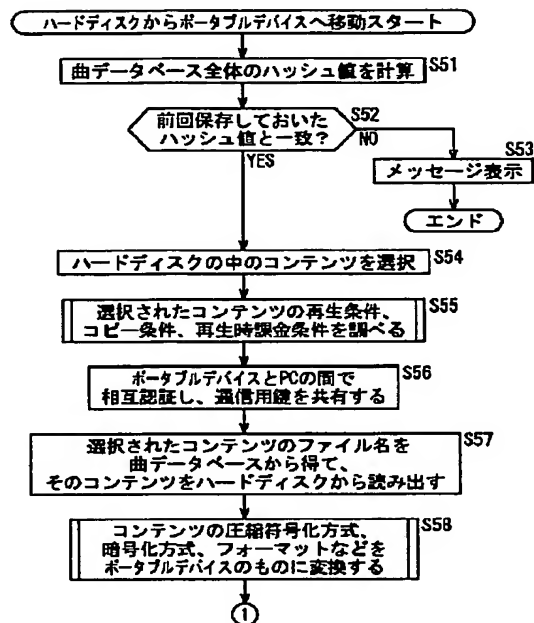 ハードディスクからポータブルデバイスへ移動スタート
曲データベース全体のハッシュ値を計算
S51
前回保存しておいた
ハッシュ値と一致?
S52
NO
YES
メッセージ表示
S53
エンド
ハードディスクの中のコンテンツを選択
S54
選択されたコンテンツの再生条件、
コピー条件、再生時課金条件を調べる
S55
ポータブルデバイスとPCの間で
相互認証し、通信用鍵を共有する
S56
選択されたコンテンツのファイル名を
曲データベースから得て、
そのコンテンツをハードディスクから読み出す
S57
コンテンツの圧縮符号化方式、
暗号化方式、フォーマットなどを
ポータブルデバイスのものに変換する
S58
1